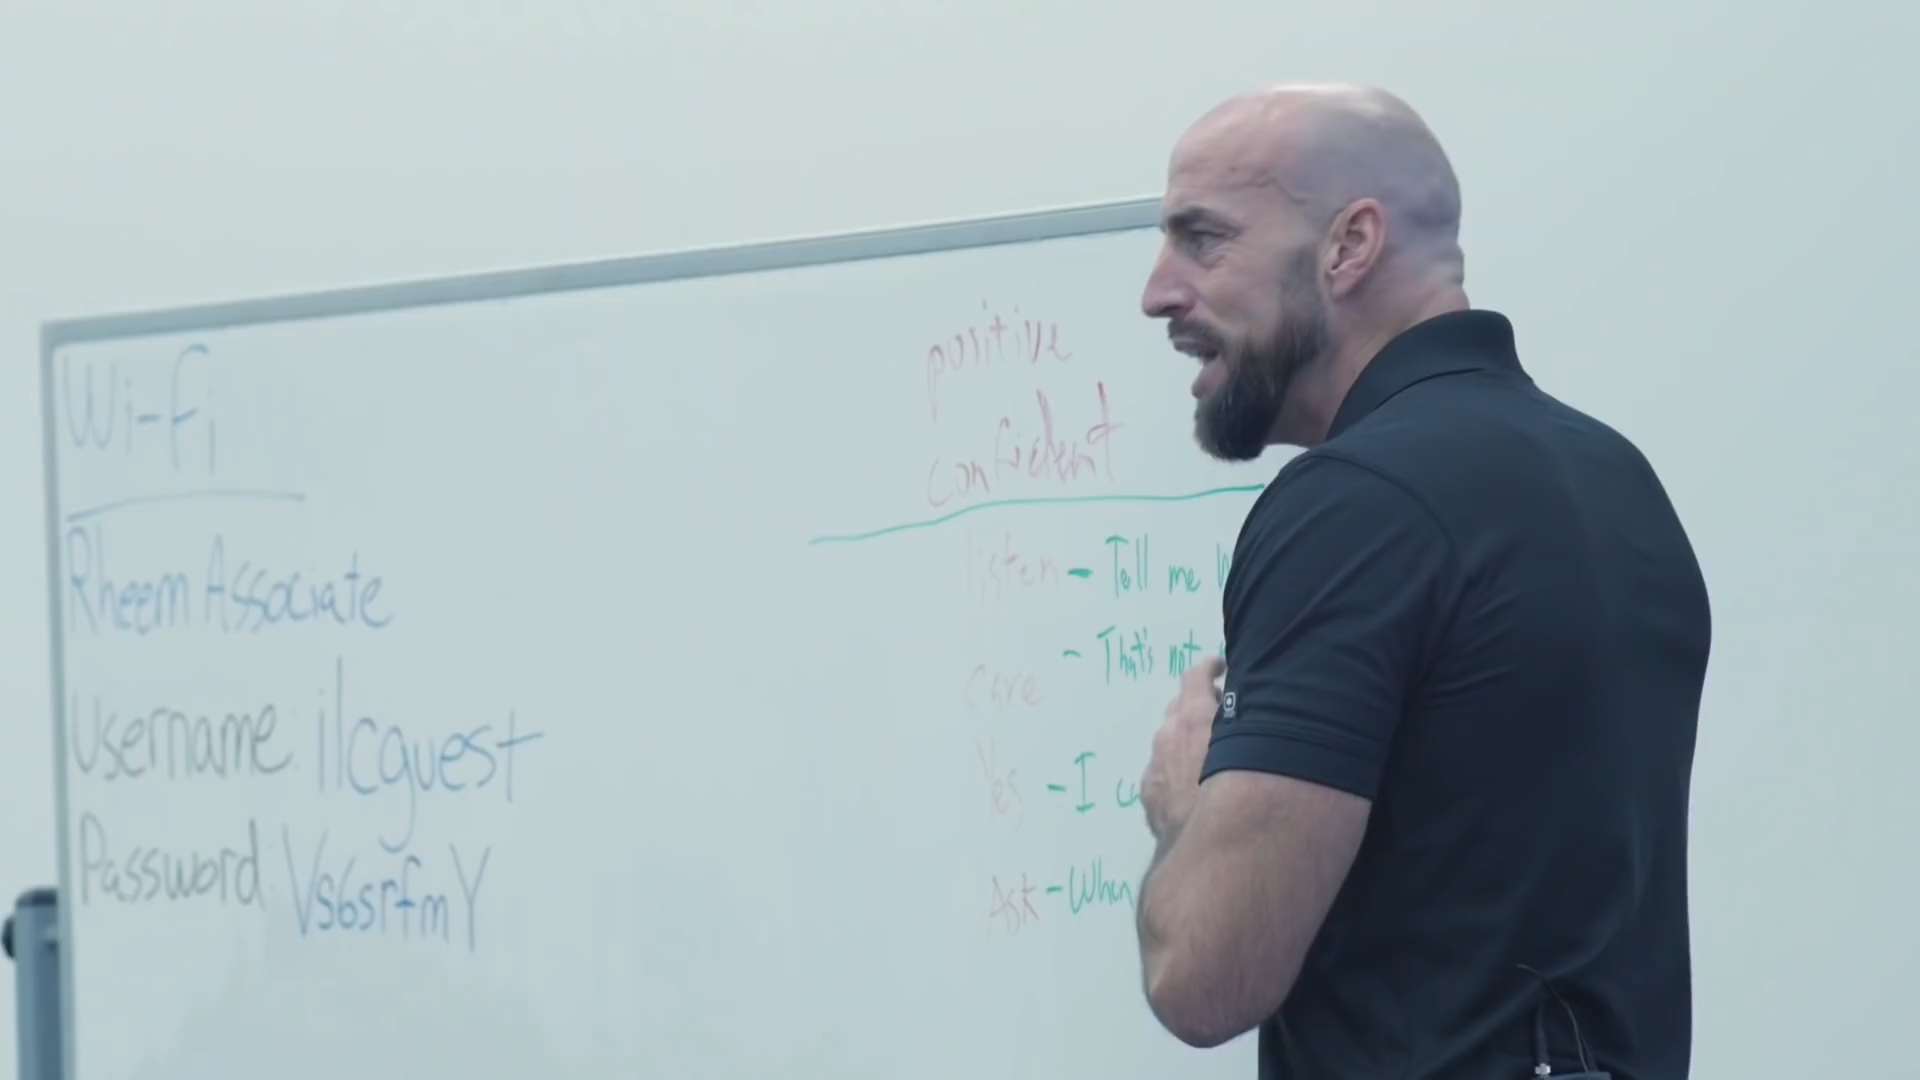 Wi-fi
Rheem Associate
Username: ilcguest
Password: Vs6srfmY
positive
confident
listen - Tell me
- That's not
care
Yes - I
Ask - When